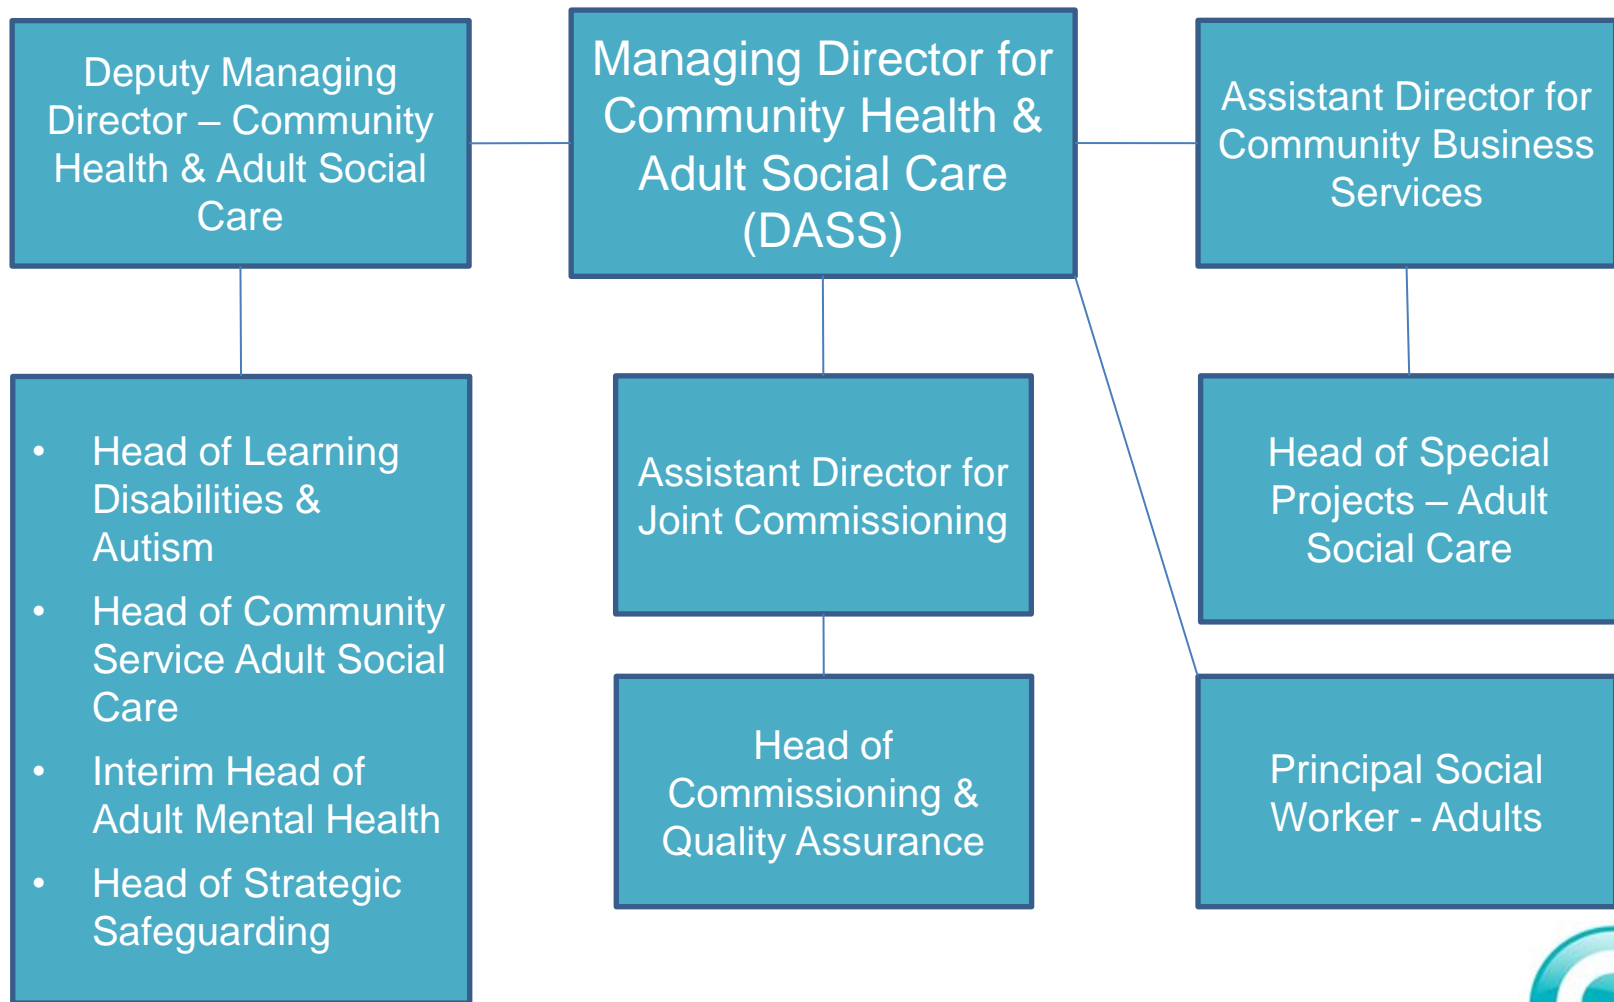 Deputy Managing
Director – Community
Health & Adult Social
Care
Managing Director for
Community Health &
Adult Social Care
(DASS)
Assistant Director for
Community Business
Services
• Head of Learning
Disabilities &
Autism
• Head of Community
Service Adult Social
Care
• Interim Head of
Adult Mental Health
• Head of Strategic
Safeguarding
Assistant Director for
Joint Commissioning
Head of Special
Projects – Adult
Social Care
Head of
Commissioning &
Quality Assurance
Principal Social
Worker - Adults